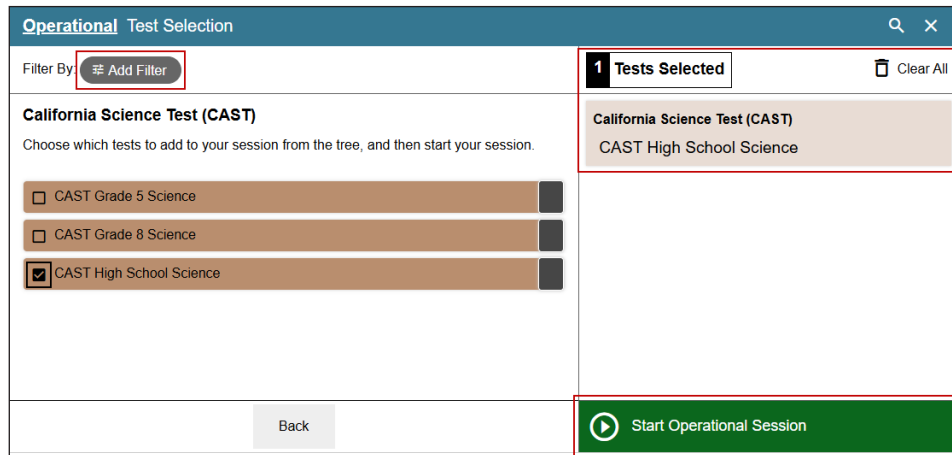 Operational Test Selection
Filter By: Add Filter
California Science Test (CAST)
Choose which tests to add to your session from the tree, and then start your session.
CAST Grade 5 Science
CAST Grade 8 Science
CAST High School Science
Back
1 Tests Selected
Clear All
California Science Test (CAST)
CAST High School Science
Start Operational Session